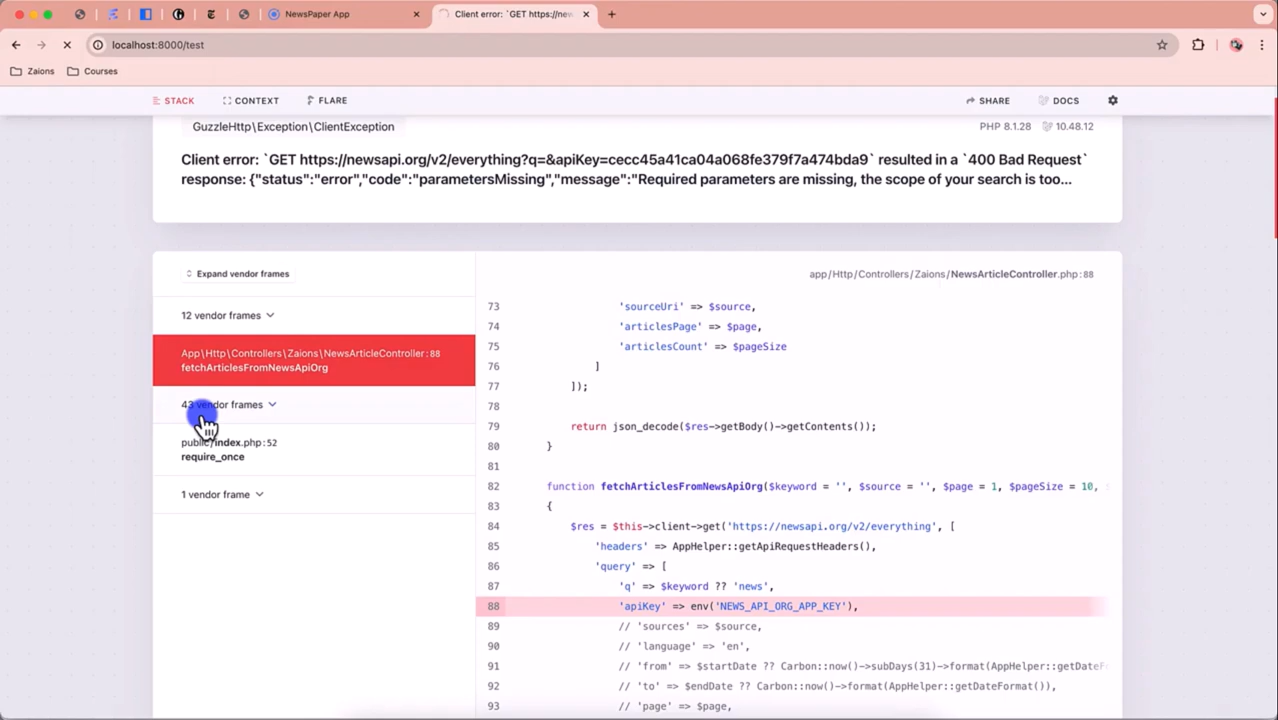 NewsPaper App
Client error: `GET https://new
localhost:8000/test
Zaions
Courses
STACK
CONTEXT
FLARE
SHARE
DOCS
GuzzleHttp\Exception\ClientException
PHP 8.1.28
10.48.12
Client error: `GET https://newsapi.org/v2/everything?q=&apiKey=cecc45a41ca04a068fe379f7a474bda9` resulted in a `400 Bad Request`
response: {"status":"error","code":"parametersMissing","message":"Required parameters are missing, the scope of your search is too...
Expand vendor frames
12 vendor frames
App\Http\Controllers\Zaions\NewsArticleController:88
fetchArticlesFromNewsApiOrg
43 vendor frames
public/index.php:52
require_once
1 vendor frame
app/Http/Controllers/Zaions/NewsArticleController.php:88
73 'sourceUri' => $source,
74 'articlesPage' => $page,
75 'articlesCount' => $pageSize
76 ]
77 ]);
78
79 return json_decode($res->getBody()->getContents());
80 }
81
82 function fetchArticlesFromNewsApiOrg($keyword = '', $source = '', $page = 1, $pageSize = 10,
83 {
84 $res = $this->client->get('https://newsapi.org/v2/everything', [
85 'headers' => AppHelper::getApiRequestHeaders(),
86 'query' => [
87 'q' => $keyword ?? 'news',
88 'apiKey' => env('NEWS_API_ORG_APP_KEY'),
89 // 'sources' => $source,
90 // 'language' => 'en',
91 // 'from' => $startDate ?? Carbon::now()->subDays(31)->format(AppHelper::getDateF
92 // 'to' => $endDate ?? Carbon::now()->format(AppHelper::getDateFormat()),
93 // 'page' => $page,